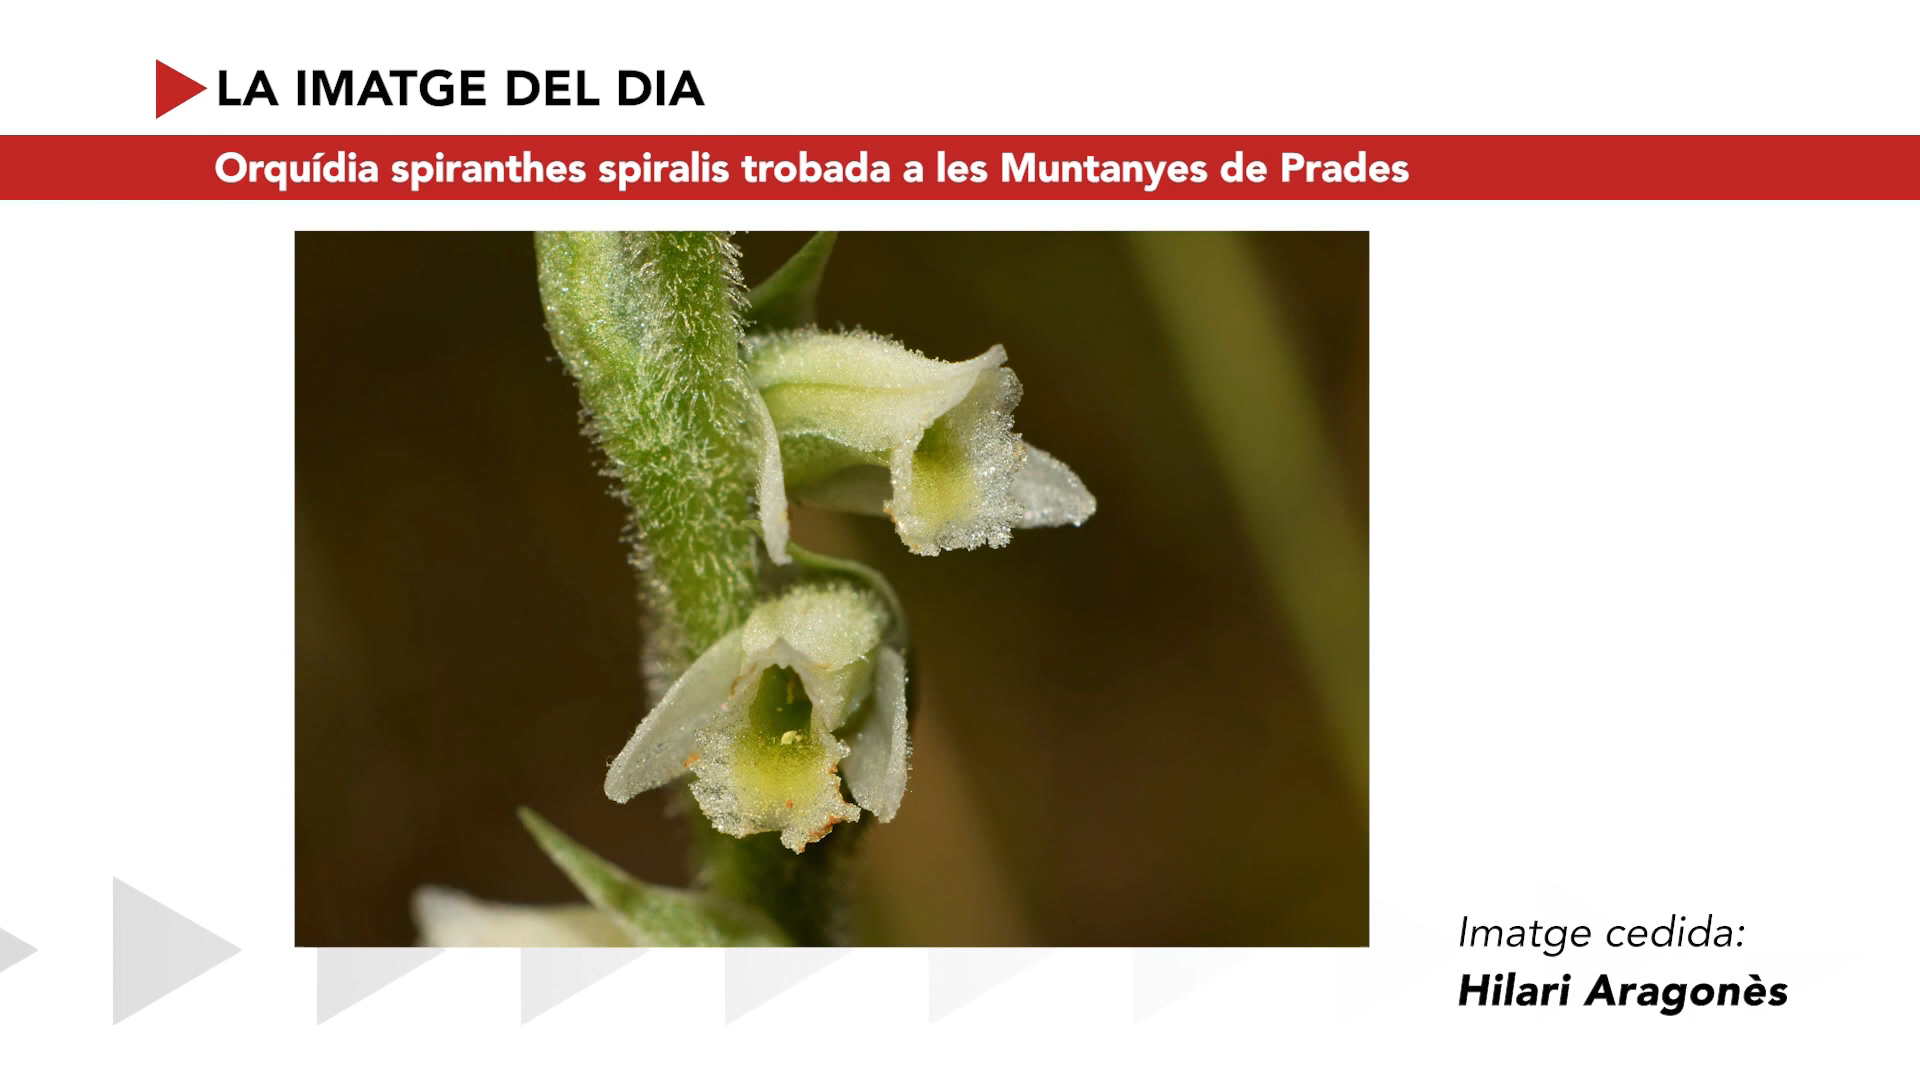 LA IMATGE DEL DIA
Orquídia spiranthes spiralis trobada a les Muntanyes de Prades
Imatge cedida:
Hilari Aragonès